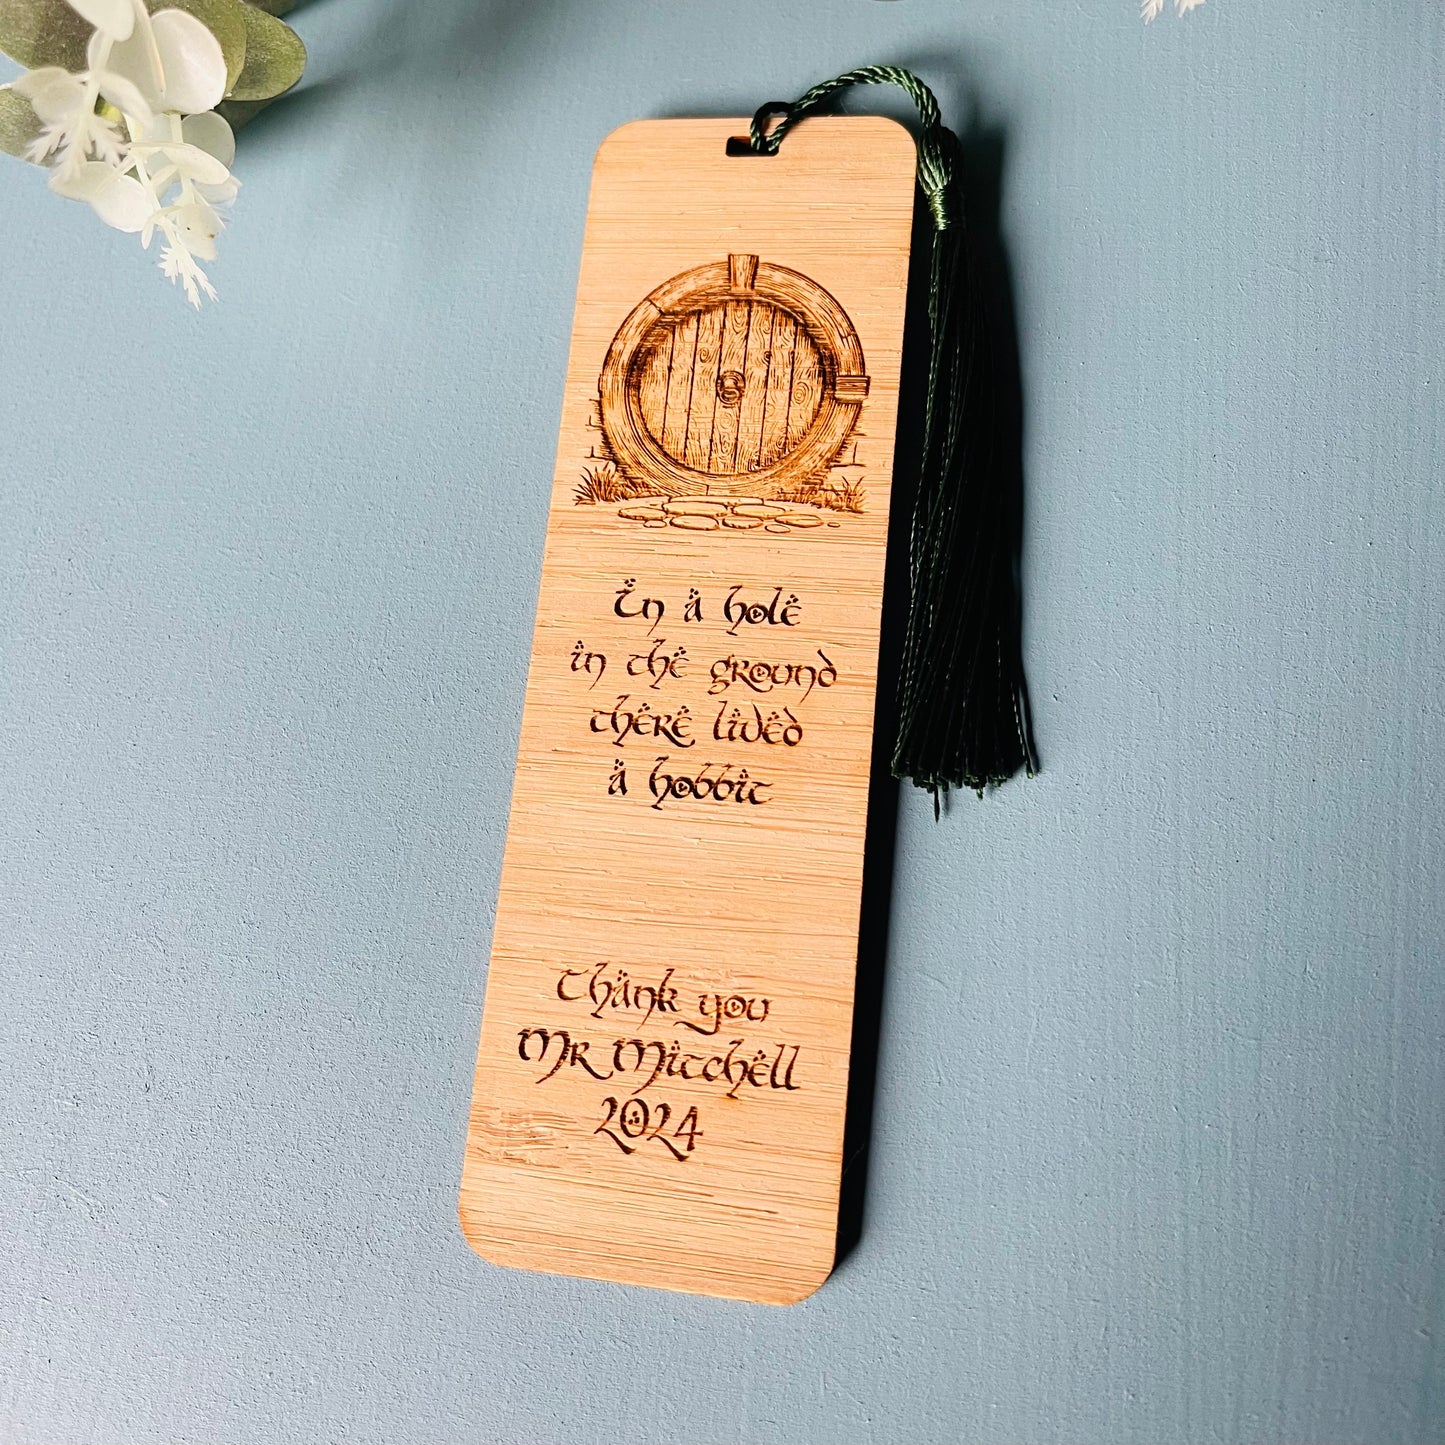 In a hole
in the ground
there lived
a hobbit
Thank you
Mr Mitchell
2024